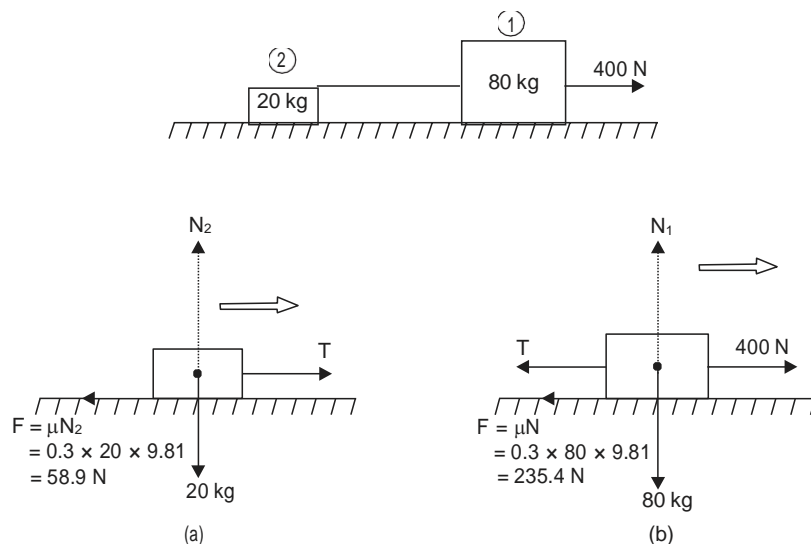 ①
②
80 kg
400 N
20 kg
N₂
T
F = μN₂
= 0.3 × 20 × 9.81
= 58.9 N
20 kg
(a)
N₁
T
400 N
F = μN
= 0.3 × 80 × 9.81
= 235.4 N
80 kg
(b)